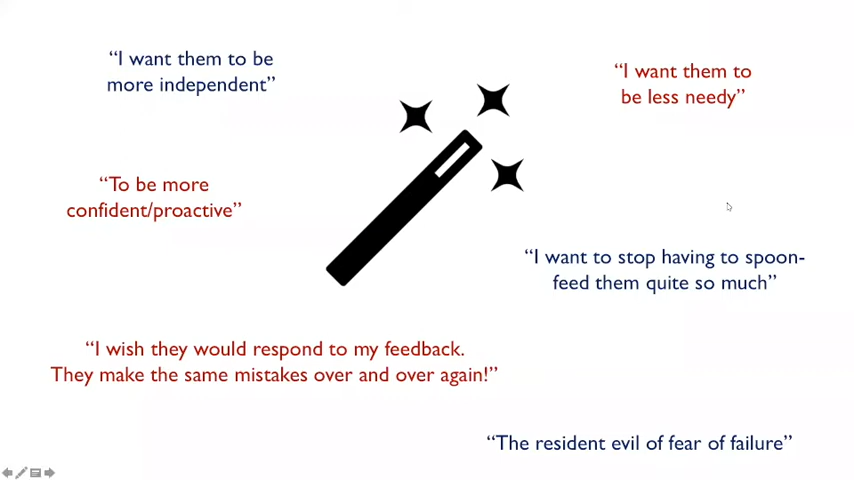 “I want them to be
more independent”
“I want them to
be less needy”
“To be more
confident/proactive”
“I want to stop having to spoon-
feed them quite so much”
“I wish they would respond to my feedback.
They make the same mistakes over and over again!”
“The resident evil of fear of failure”